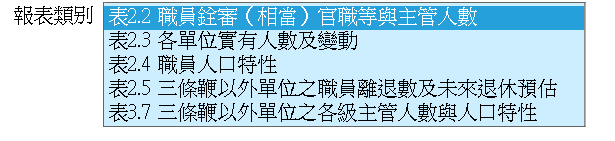 報表類別 表2.2 職員銓審（相當）官職等與主管人數
表2.3 各單位實有人數及變動
表2.4 職員人口特性
表2.5 三條鞭以外單位之職員離退數及未來退休預估
表3.7 三條鞭以外單位之各級主管人數與人口特性